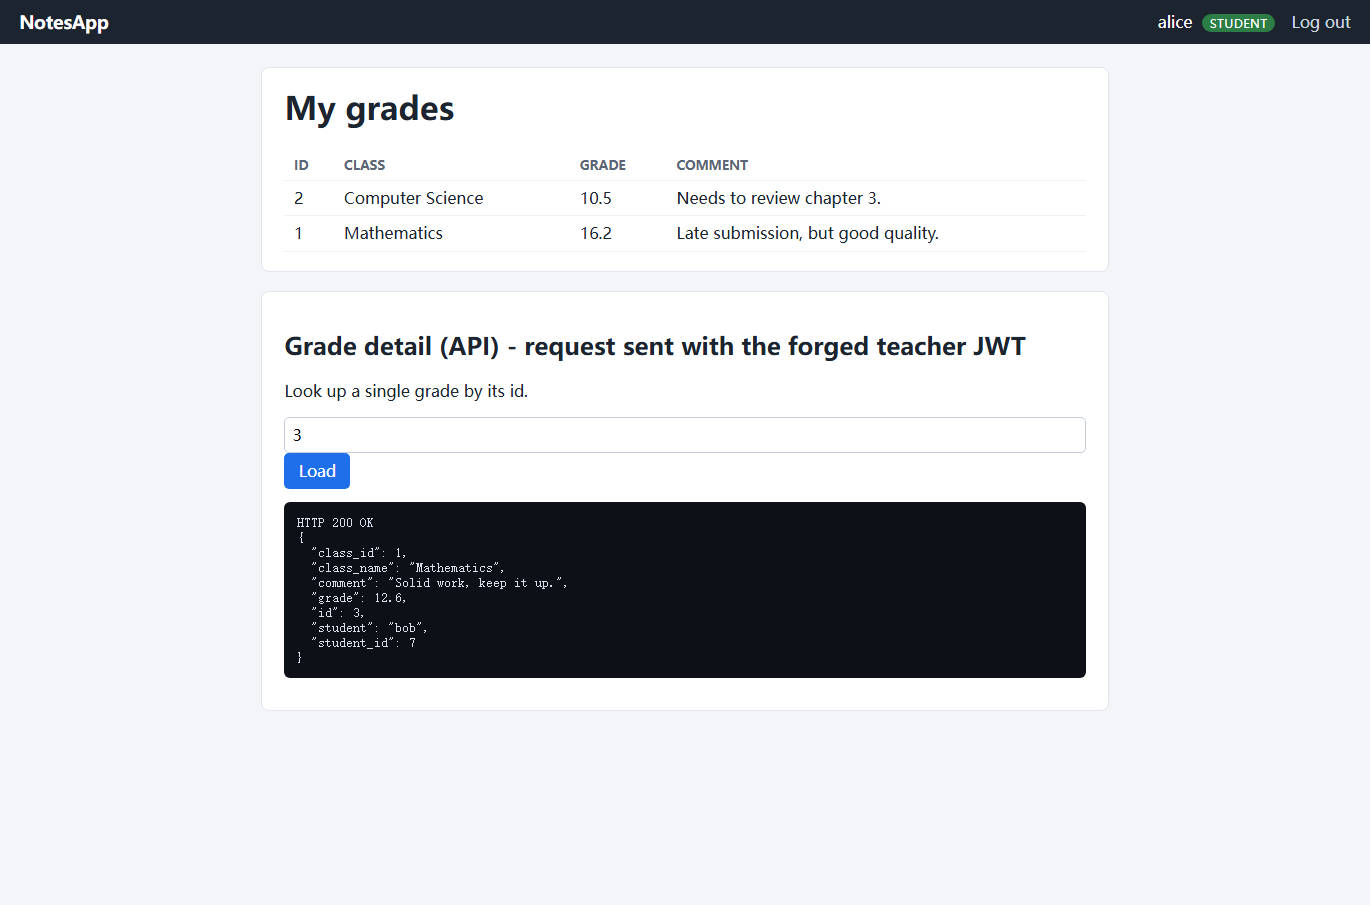 NotesApp
alice STUDENT Log out
My grades
ID CLASS GRADE COMMENT
2 Computer Science 10.5 Needs to review chapter 3.
1 Mathematics 16.2 Late submission, but good quality.
Grade detail (API) - request sent with the forged teacher JWT
Look up a single grade by its id.
3
Load
HTTP 200 OK
{
  "class_id": 1,
  "class_name": "Mathematics",
  "comment": "Solid work, keep it up.",
  "grade": 12.6,
  "id": 3,
  "student": "bob",
  "student_id": 7
}